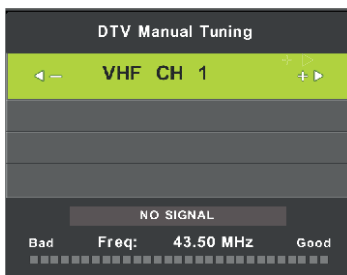 DTV Manual Tuning
− VHF CH 1 +
NO SIGNAL
Bad Freq: 43.50 MHz Good